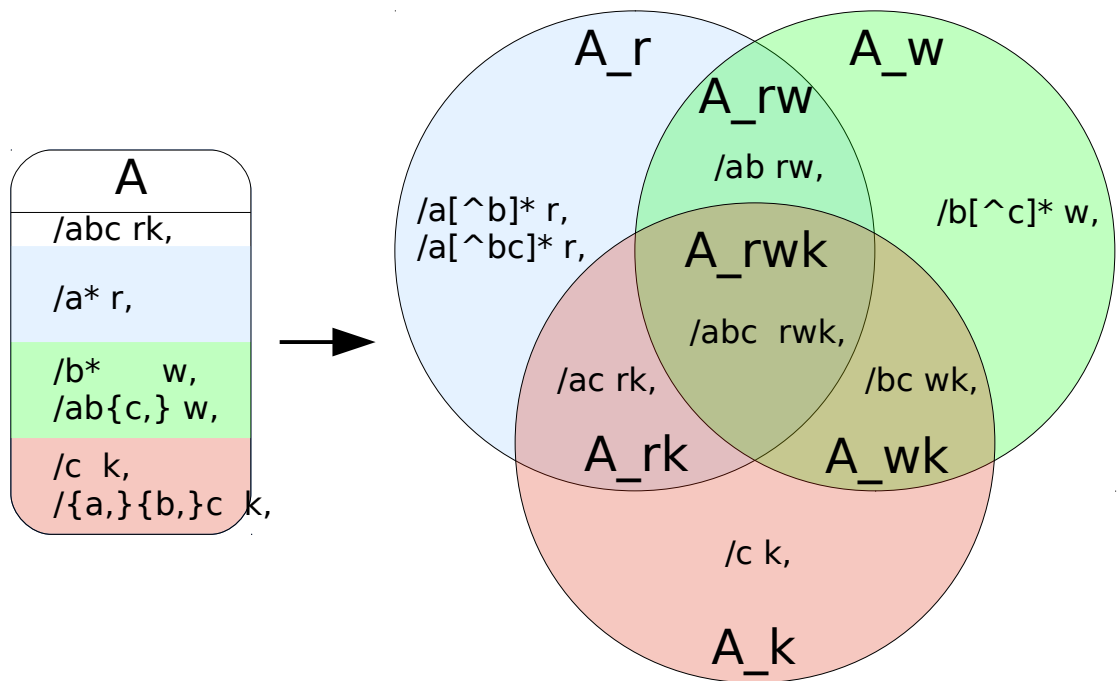 A
/abc rk,
/a* r,
/b*      w,
/ab{c,} w,
/c  k,
/{a,}{b,}c  k,
A_r
A_w
A_rw
/ab rw,
/a[^b]* r,
/a[^bc]* r,
/b[^c]* w,
A_rwk
/abc  rwk,
/ac rk,
/bc wk,
A_rk
A_wk
/c k,
A_k